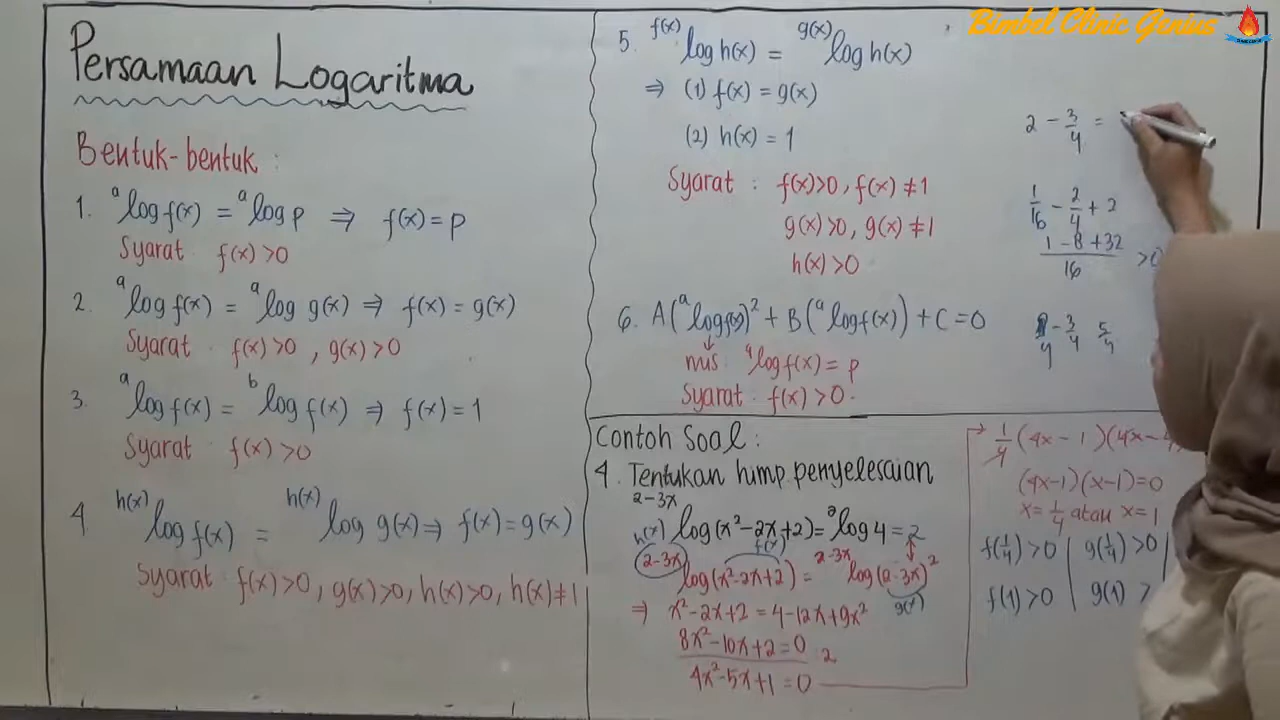 Bimbel Clinic Genius
Persamaan Logaritma
Bentuk-bentuk :
1. ᵃlog f(x) = ᵃlog p ⇒ f(x) = p
Syarat f(x) > 0
2. ᵃlog f(x) = ᵃlog g(x) ⇒ f(x) = g(x)
Syarat f(x) > 0 , g(x) > 0
3. ᵃlog f(x) = ᵇlog f(x) ⇒ f(x) = 1
Syarat f(x) > 0
4 ʰ⁽ˣ⁾log f(x) = ʰ⁽ˣ⁾log g(x) ⇒ f(x) = g(x)
Syarat f(x) > 0 , g(x) > 0, h(x) > 0, h(x) ≠ 1
5. ᶠ⁽ˣ⁾log h(x) = ᵍ⁽ˣ⁾log h(x)
⇒ (1) f(x) = g(x)
(2) h(x) = 1
Syarat : f(x) > 0 , f(x) ≠ 1
g(x) > 0, g(x) ≠ 1
h(x) > 0
6. A(ᵃlog f(x))² + B(ᵃlog f(x)) + C = 0
mis. ᵃlog f(x) = p
Syarat f(x) > 0.
2 - 3/4 =
1/16 - 2/4 + 2
(1 - 8 + 32)/16 > 0
- 3/4 5/4
Contoh Soal :
4. Tentukan himp penyelesaian
²⁻³ˣlog(x² - 2x + 2) = ²log 4 = 2
h(x) f(x)
²⁻³ˣlog(x² - 2x + 2) = ²⁻³ˣlog(2 - 3x)²
g(x)
⇒ x² - 2x + 2 = 4 - 12x + 9x²
8x² - 10x + 2 = 0
: 2
4x² - 5x + 1 = 0
→ 1/4 (4x - 1)(4x - 4)
(4x - 1)(x - 1) = 0
x = 1/4 atau x = 1
f(1/4) > 0 | g(1/4) > 0
f(1) > 0 | g(1) >